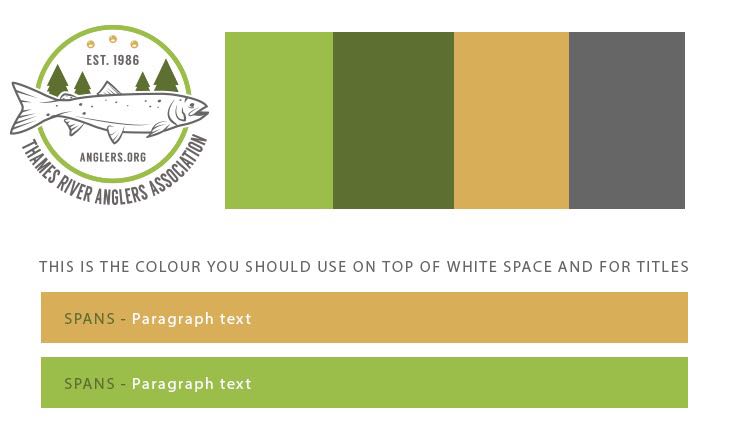 EST. 1986
ANGLERS.ORG
THAMES RIVER ANGLERS ASSOCIATION
THIS IS THE COLOUR YOU SHOULD USE ON TOP OF WHITE SPACE AND FOR TITLES
SPANS - Paragraph text
SPANS - Paragraph text